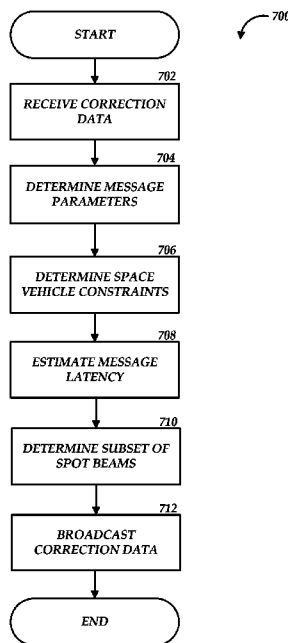 START
700
702
RECEIVE CORRECTION
DATA
704
DETERMINE MESSAGE
PARAMETERS
706
DETERMINE SPACE
VEHICLE CONSTRAINTS
708
ESTIMATE MESSAGE
LATENCY
710
DETERMINE SUBSET OF
SPOT BEAMS
712
BROADCAST
CORRECTION DATA
END